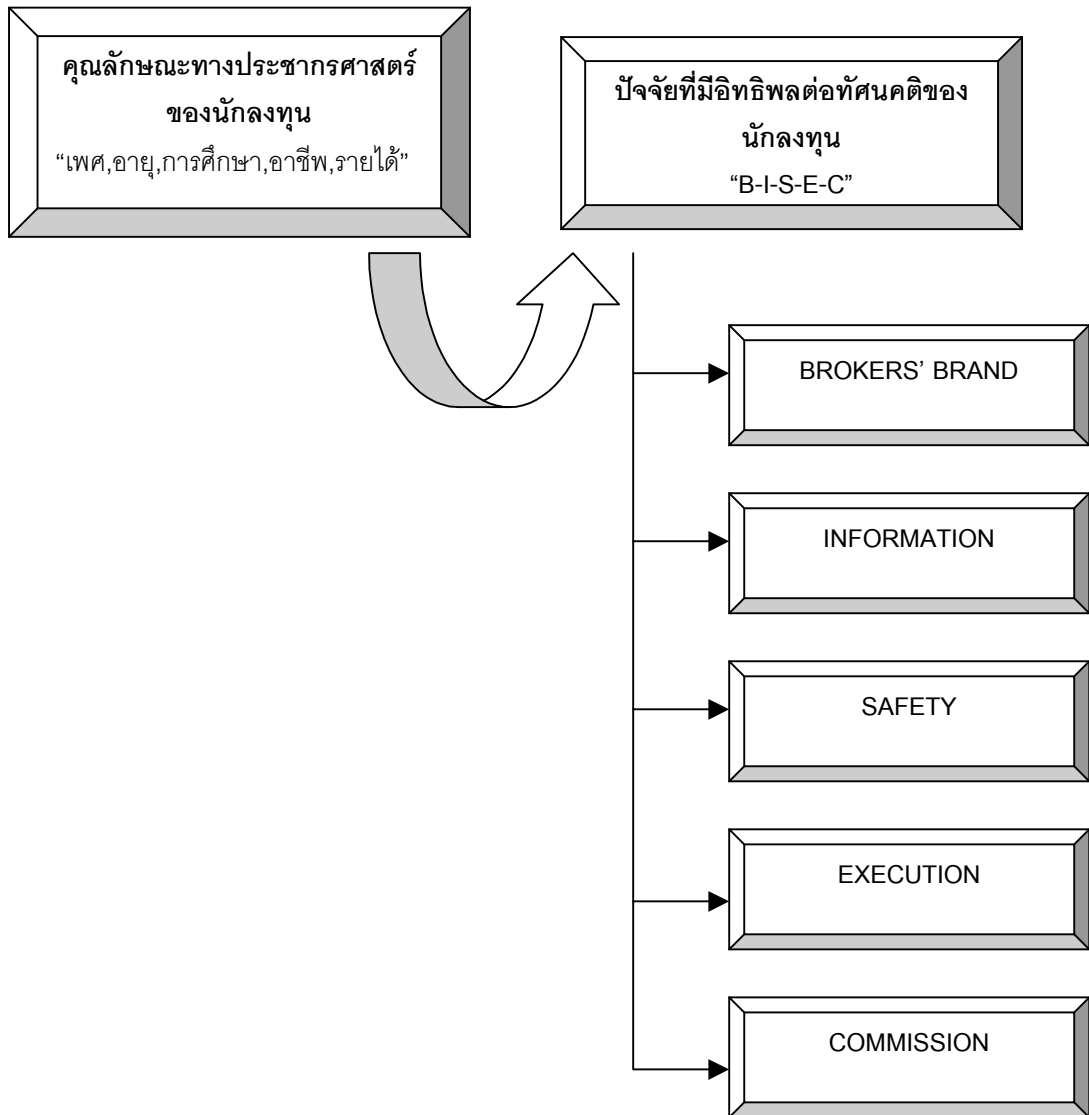 คุณลักษณะทางประชากรศาสตร์
ของนักลงทุน
“เพศ,อายุ,การศึกษา,อาชีพ,รายได้”
ปัจจัยที่มีอิทธิพลต่อทัศนคติของ
นักลงทุน
“B-I-S-E-C”
BROKERS’ BRAND
INFORMATION
SAFETY
EXECUTION
COMMISSION